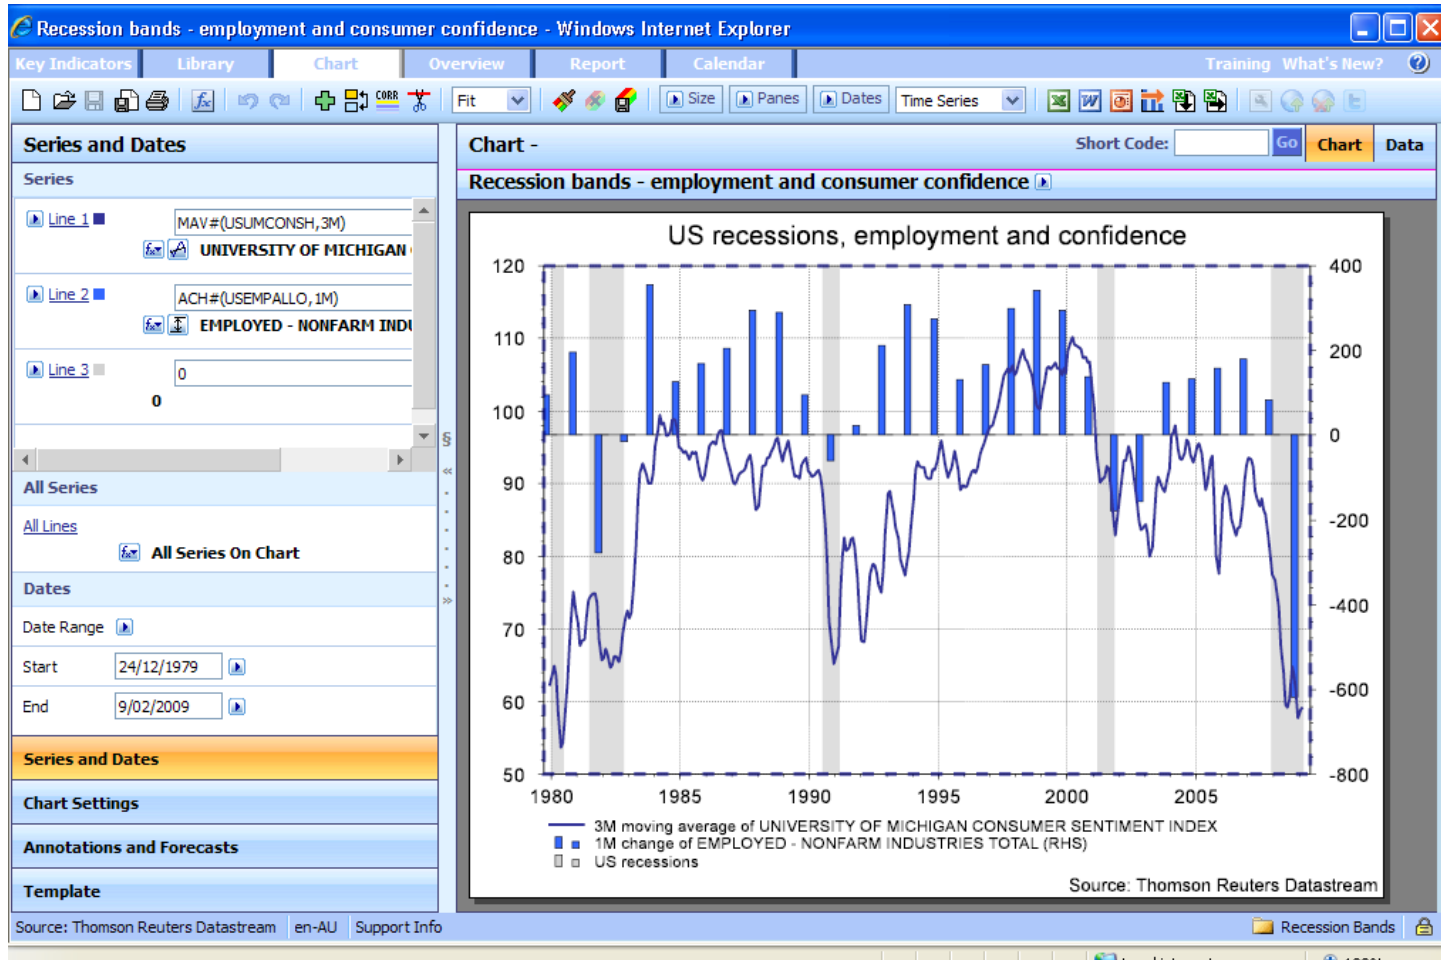 Recession bands - employment and consumer confidence - Windows Internet Explorer
Key Indicators Library Chart Overview Report Calendar Training What's New?
CORR Fit Size Panes Dates Time Series
Series and Dates
Series
Line 1 MAV#(USUMCONSH,3M)
UNIVERSITY OF MICHIGAN
Line 2 ACH#(USEMPALLO,1M)
EMPLOYED - NONFARM INDU
Line 3 0
0
All Series
All Lines
All Series On Chart
Dates
Date Range
Start 24/12/1979
End 9/02/2009
Series and Dates
Chart Settings
Annotations and Forecasts
Template
Chart - Short Code: Go Chart Data
Recession bands - employment and consumer confidence
US recessions, employment and confidence
120 400
110 200
100 0
90 -200
80 -400
70 -600
60 -800
50
1980 1985 1990 1995 2000 2005
3M moving average of UNIVERSITY OF MICHIGAN CONSUMER SENTIMENT INDEX
1M change of EMPLOYED - NONFARM INDUSTRIES TOTAL (RHS)
US recessions
Source: Thomson Reuters Datastream
Source: Thomson Reuters Datastream en-AU Support Info Recession Bands